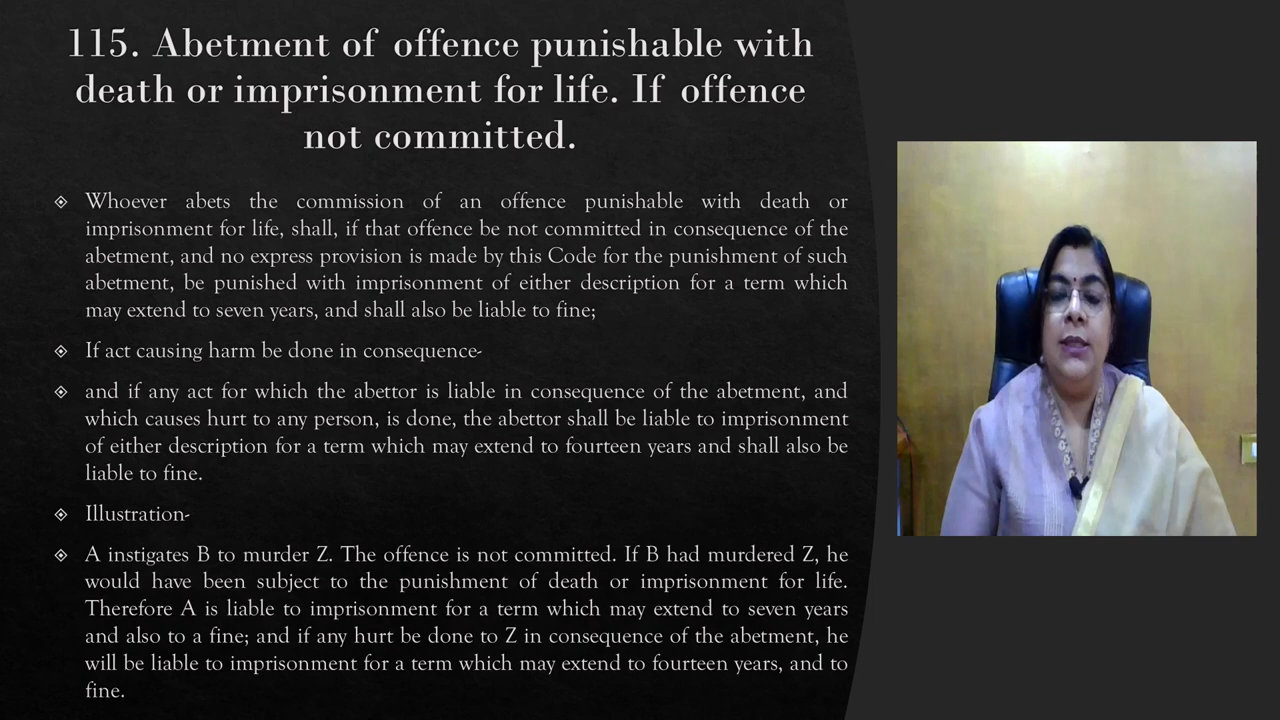 115. Abetment of offence punishable with
death or imprisonment for life. If offence
not committed.
Whoever abets the commission of an offence punishable with death or
imprisonment for life, shall, if that offence be not committed in consequence of the
abetment, and no express provision is made by this Code for the punishment of such
abetment, be punished with imprisonment of either description for a term which
may extend to seven years, and shall also be liable to fine;
If act causing harm be done in consequence-
and if any act for which the abettor is liable in consequence of the abetment, and
which causes hurt to any person, is done, the abettor shall be liable to imprisonment
of either description for a term which may extend to fourteen years and shall also be
liable to fine.
Illustration-
A instigates B to murder Z. The offence is not committed. If B had murdered Z, he
would have been subject to the punishment of death or imprisonment for life.
Therefore A is liable to imprisonment for a term which may extend to seven years
and also to a fine; and if any hurt be done to Z in consequence of the abetment, he
will be liable to imprisonment for a term which may extend to fourteen years, and to
fine.